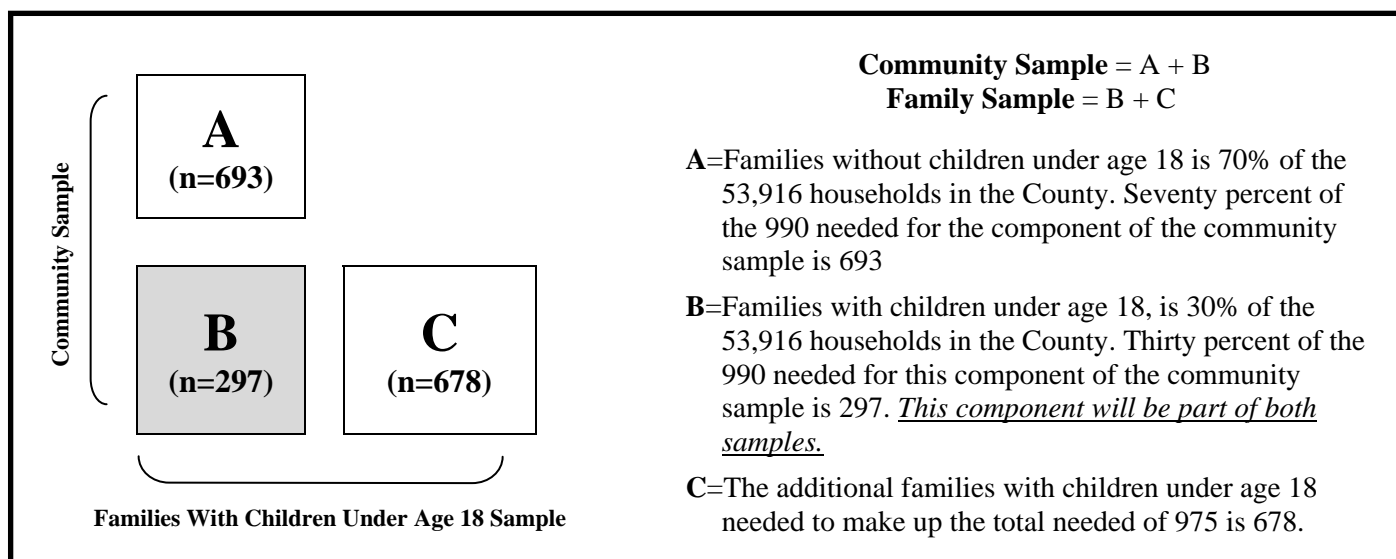 Community Sample
A
(n=693)
B
(n=297)
C
(n=678)
Families With Children Under Age 18 Sample
Community Sample = A + B
Family Sample = B + C
A=Families without children under age 18 is 70% of the
53,916 households in the County. Seventy percent of
the 990 needed for the component of the community
sample is 693
B=Families with children under age 18, is 30% of the
53,916 households in the County. Thirty percent of the
990 needed for this component of the community
sample is 297. This component will be part of both
samples.
C=The additional families with children under age 18
needed to make up the total needed of 975 is 678.